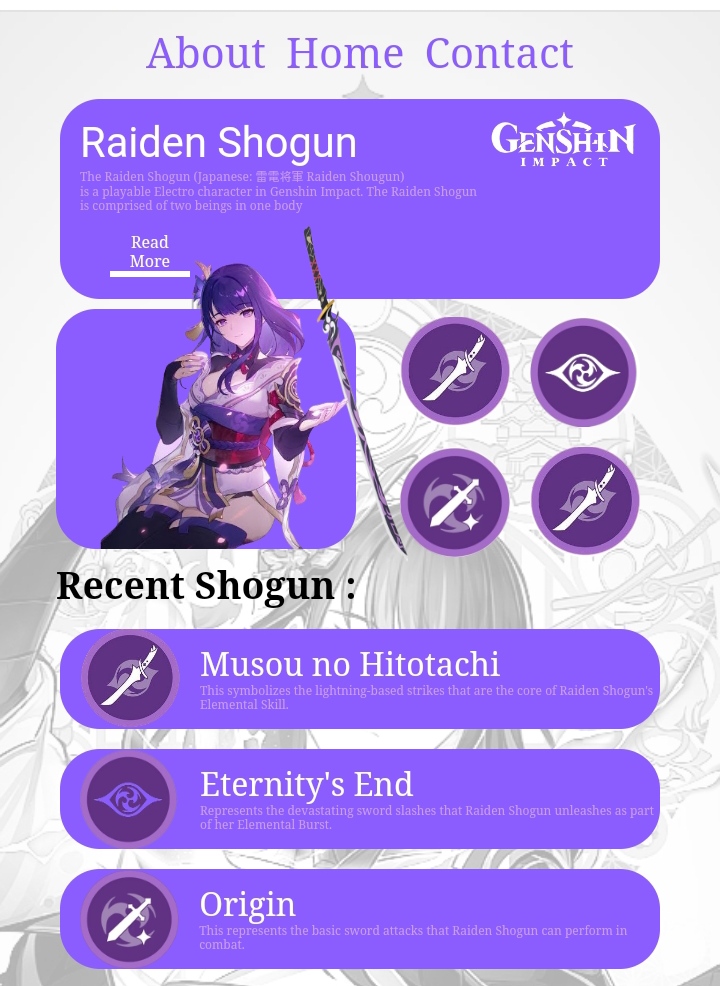 About Home Contact
Raiden Shogun
GENSHIN
IMPACT
The Raiden Shogun (Japanese: 雷電将軍 Raiden Shougun)
is a playable Electro character in Genshin Impact. The Raiden Shogun
is comprised of two beings in one body
Read
More
Recent Shogun :
Musou no Hitotachi
This symbolizes the lightning-based strikes that are the core of Raiden Shogun's
Elemental Skill.
Eternity's End
Represents the devastating sword slashes that Raiden Shogun unleashes as part
of her Elemental Burst.
Origin
This represents the basic sword attacks that Raiden Shogun can perform in
combat.